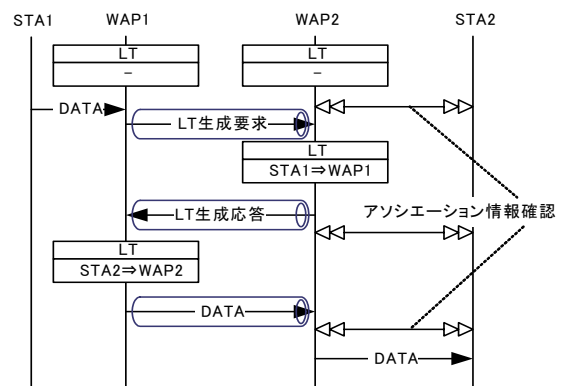 STA1 WAP1 WAP2 STA2
LT LT
- -
DATA
LT生成要求
LT
STA1⇒WAP1
LT生成応答
アソシエーション情報確認
LT
STA2⇒WAP2
DATA
DATA